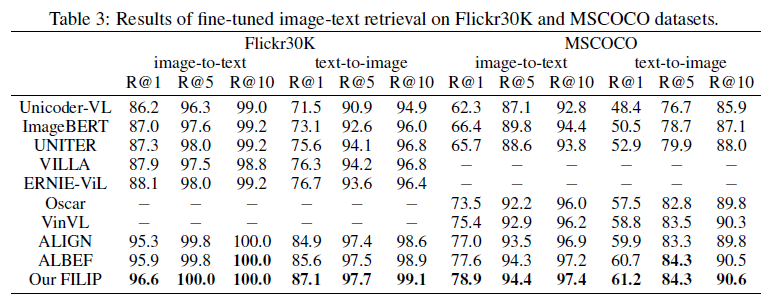 Table 3: Results of fine-tuned image-text retrieval on Flickr30K and MSCOCO datasets.
Flickr30K MSCOCO
image-to-text text-to-image image-to-text text-to-image
R@1 R@5 R@10 R@1 R@5 R@10 R@1 R@5 R@10 R@1 R@5 R@10
Unicoder-VL 86.2 96.3 99.0 71.5 90.9 94.9 62.3 87.1 92.8 48.4 76.7 85.9
ImageBERT 87.0 97.6 99.2 73.1 92.6 96.0 66.4 89.8 94.4 50.5 78.7 87.1
UNITER 87.3 98.0 99.2 75.6 94.1 96.8 65.7 88.6 93.8 52.9 79.9 88.0
VILLA 87.9 97.5 98.8 76.3 94.2 96.8 – – – – – –
ERNIE-ViL 88.1 98.0 99.2 76.7 93.6 96.4 – – – – – –
Oscar – – – – – – 73.5 92.2 96.0 57.5 82.8 89.8
VinVL – – – – – – 75.4 92.9 96.2 58.8 83.5 90.3
ALIGN 95.3 99.8 100.0 84.9 97.4 98.6 77.0 93.5 96.9 59.9 83.3 89.8
ALBEF 95.9 99.8 100.0 85.6 97.5 98.9 77.6 94.3 97.2 60.7 84.3 90.5
Our FILIP 96.6 100.0 100.0 87.1 97.7 99.1 78.9 94.4 97.4 61.2 84.3 90.6